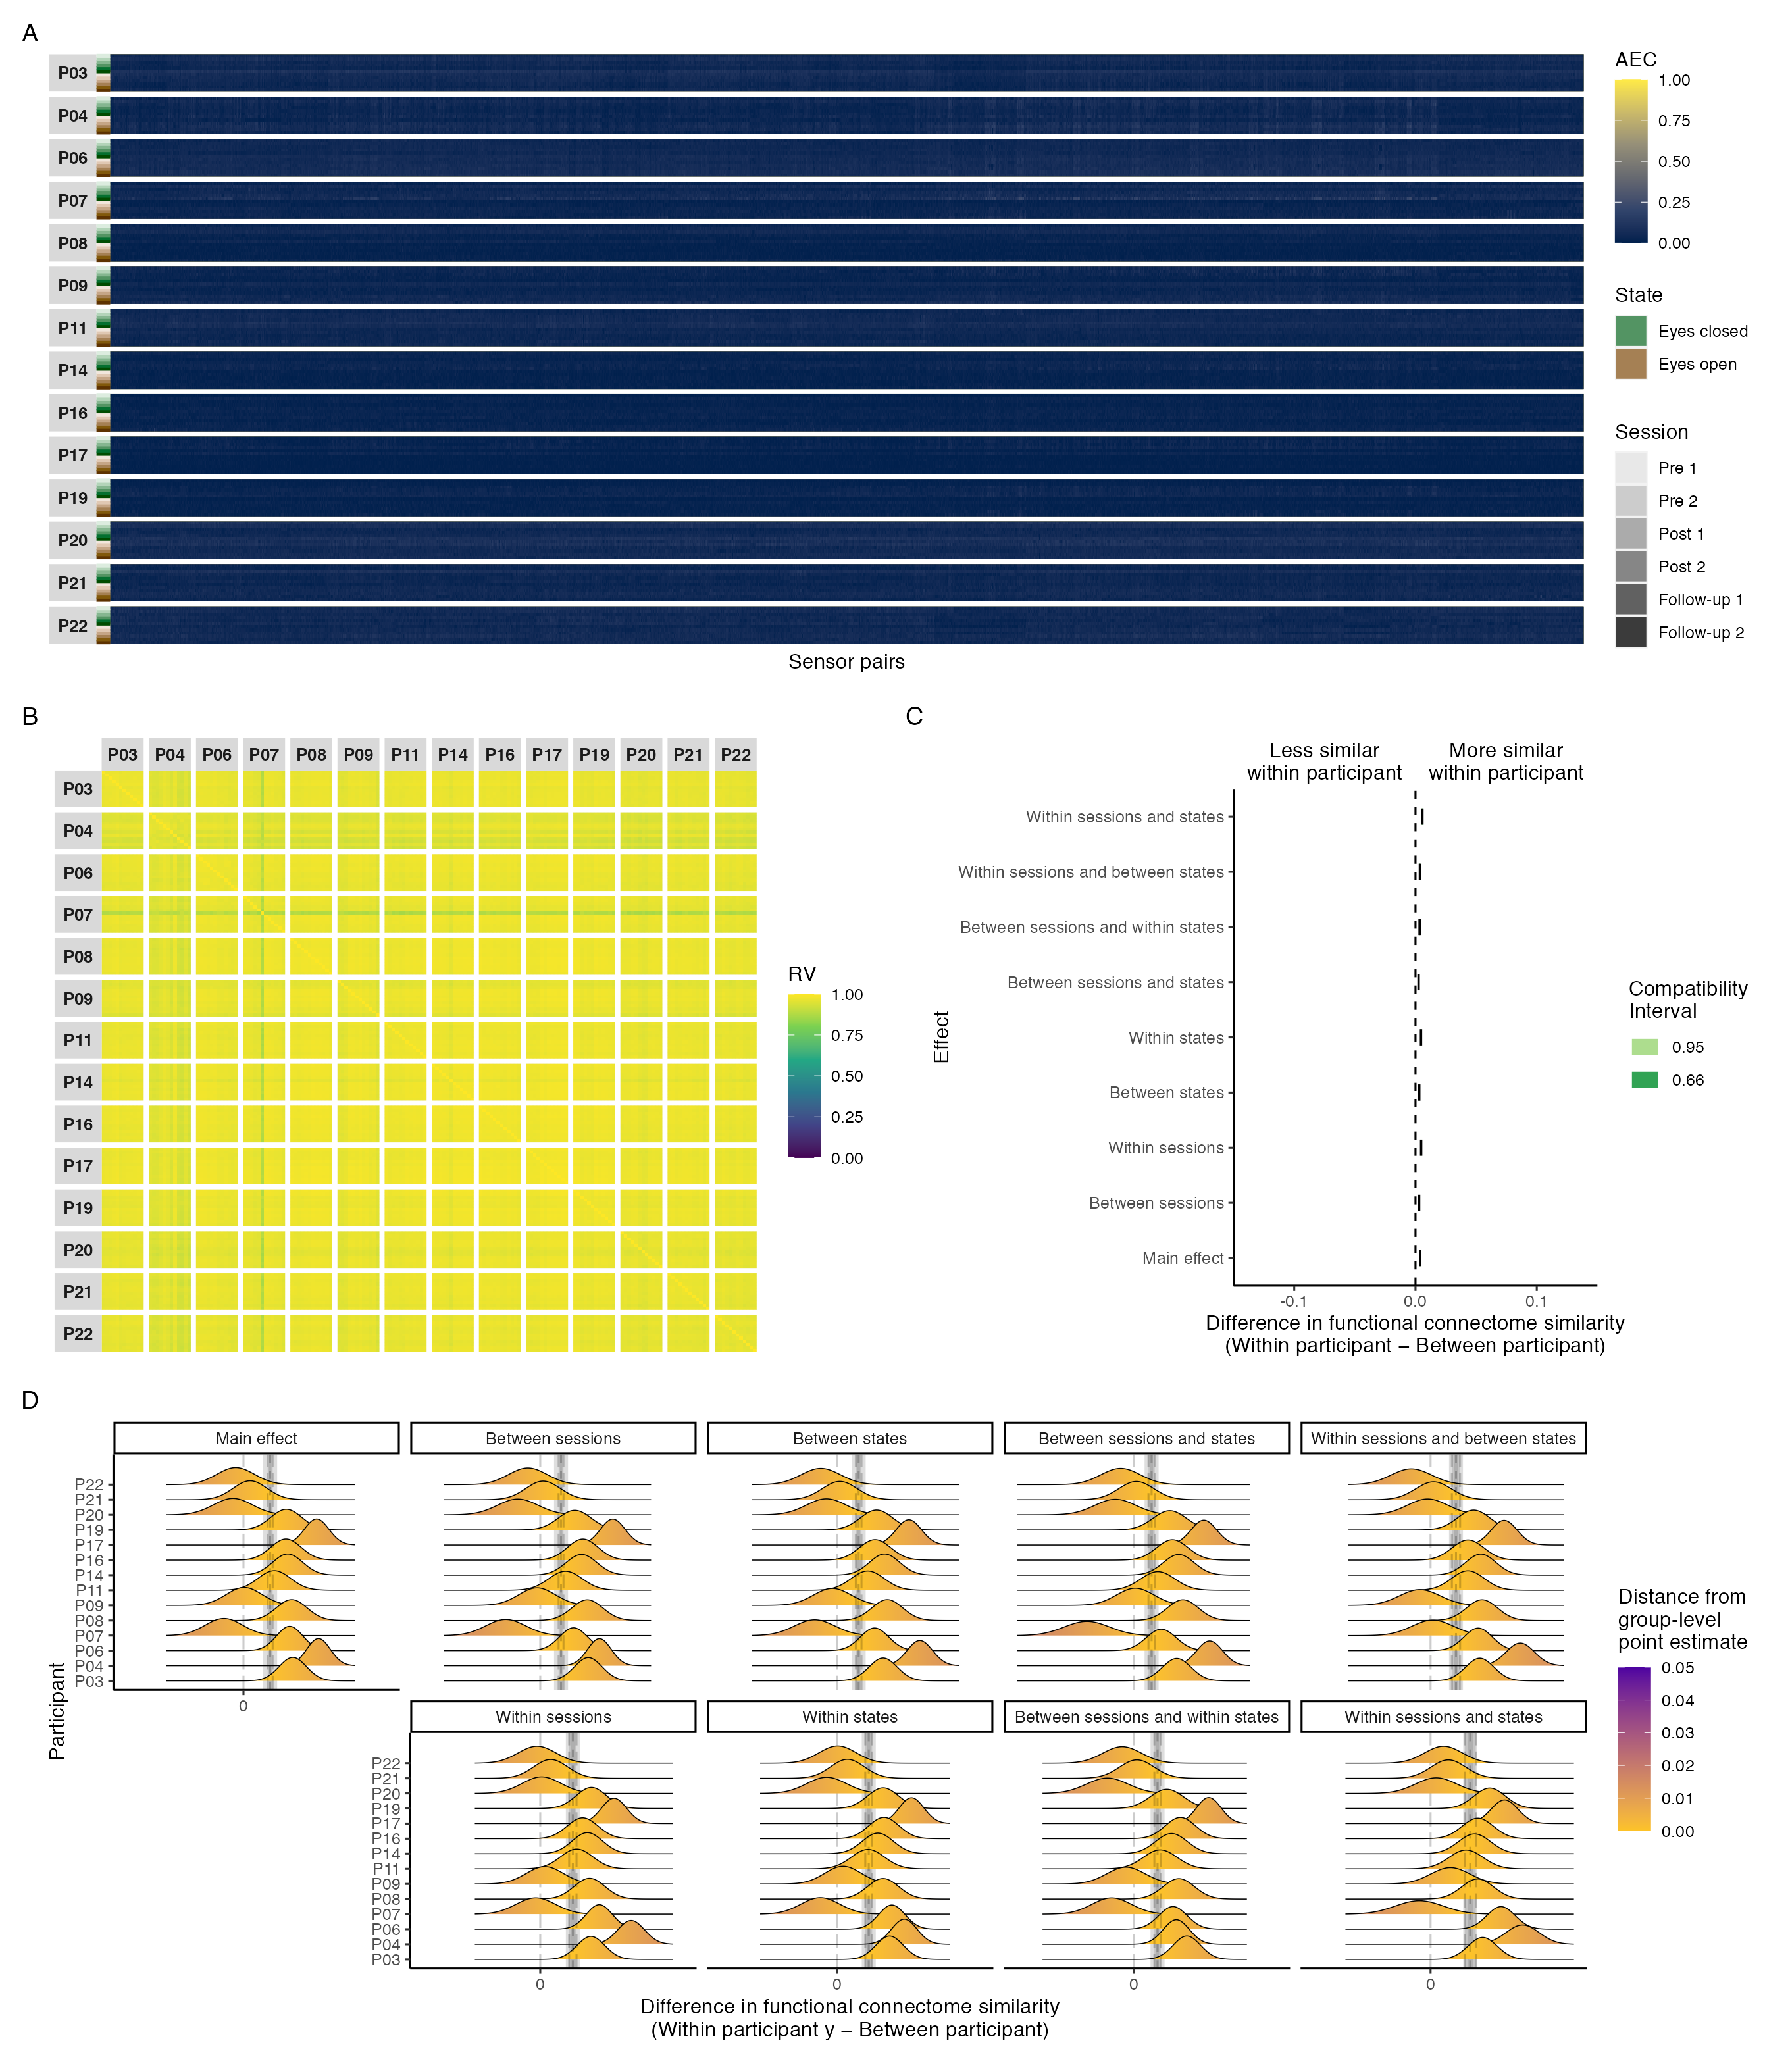 A
P03
P04
P06
P07
P08
P09
P11
P14
P16
P17
P19
P20
P21
P22
Sensor pairs
AEC
1.00
0.75
0.50
0.25
0.00
State
Eyes closed
Eyes open
Session
Pre 1
Pre 2
Post 1
Post 2
Follow-up 1
Follow-up 2
B
P03 P04 P06 P07 P08 P09 P11 P14 P16 P17 P19 P20 P21 P22
P03
P04
P06
P07
P08
P09
P11
P14
P16
P17
P19
P20
P21
P22
RV
1.00
0.75
0.50
0.25
0.00
C
Less similar
within participant
More similar
within participant
Effect
Within sessions and states
Within sessions and between states
Between sessions and within states
Between sessions and states
Within states
Between states
Within sessions
Between sessions
Main effect
-0.1 0.0 0.1
Difference in functional connectome similarity
(Within participant – Between participant)
Compatibility
Interval
0.95
0.66
D
Participant
Main effect
Between sessions
Between states
Between sessions and states
Within sessions and between states
P22
P21
P20
P19
P17
P16
P14
P11
P09
P08
P07
P06
P04
P03
0
Within sessions
Within states
Between sessions and within states
Within sessions and states
P22
P21
P20
P19
P17
P16
P14
P11
P09
P08
P07
P06
P04
P03
0 0 0 0
Difference in functional connectome similarity
(Within participant y – Between participant)
Distance from
group-level
point estimate
0.05
0.04
0.03
0.02
0.01
0.00